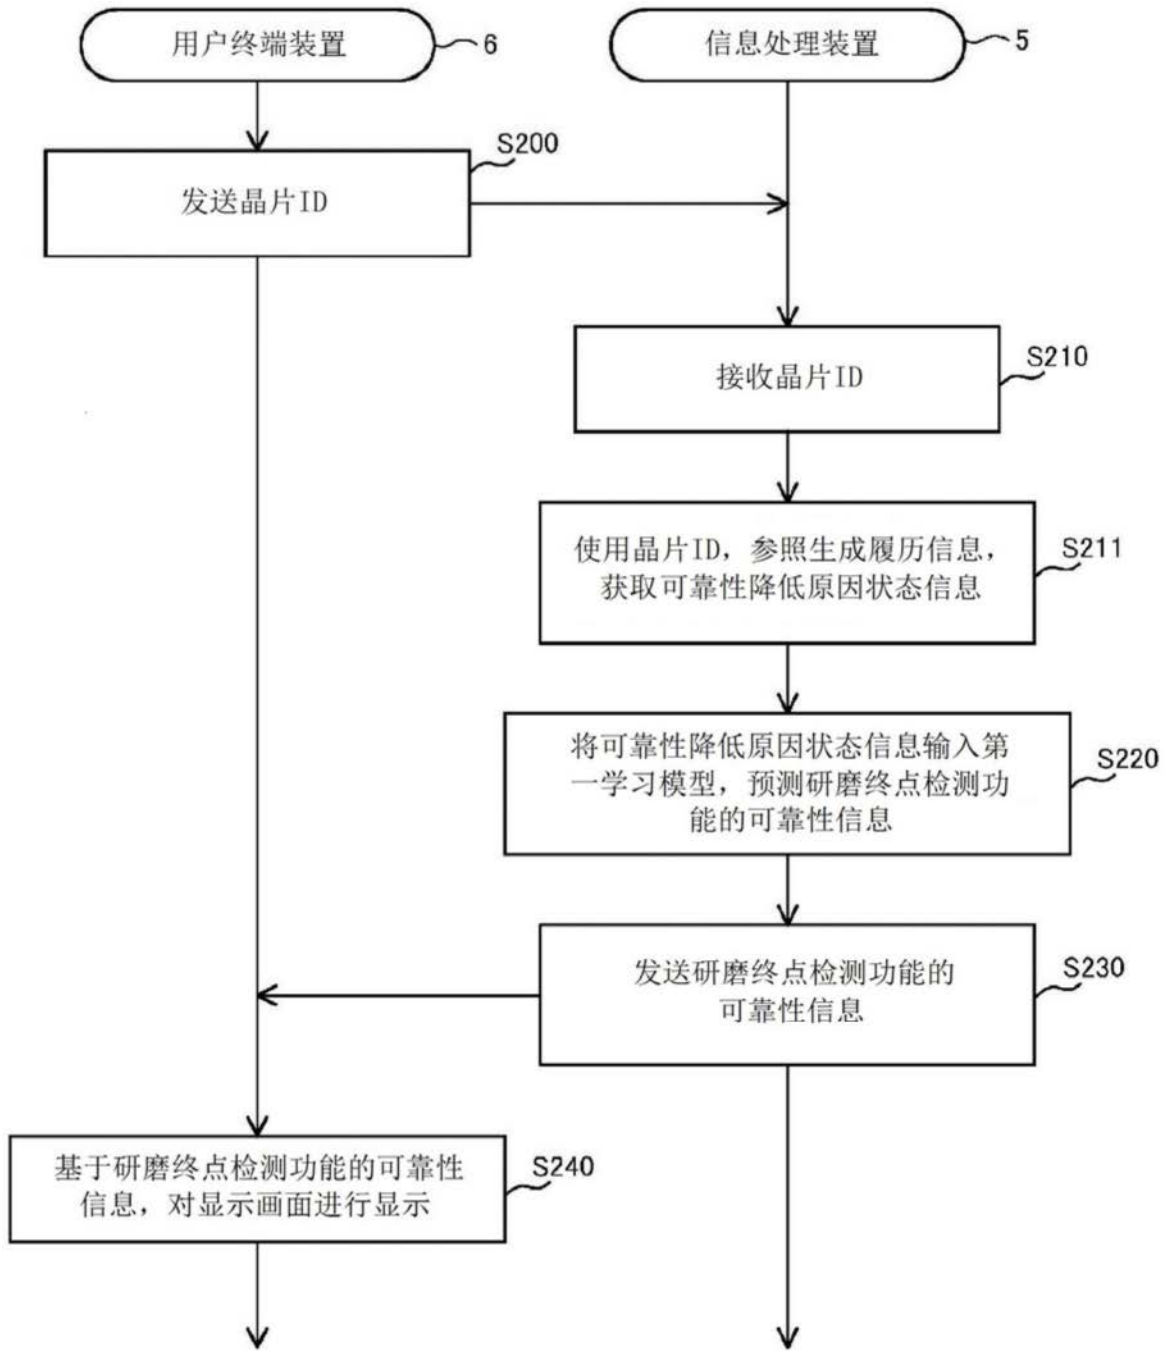 用户终端装置
6
信息处理装置
5
S200
发送晶片ID
S210
接收晶片ID
S211
使用晶片ID，参照生成履历信息，
获取可靠性降低原因状态信息
S220
将可靠性降低原因状态信息输入第
一学习模型，预测研磨终点检测功
能的可靠性信息
S230
发送研磨终点检测功能的
可靠性信息
S240
基于研磨终点检测功能的可靠性
信息，对显示画面进行显示